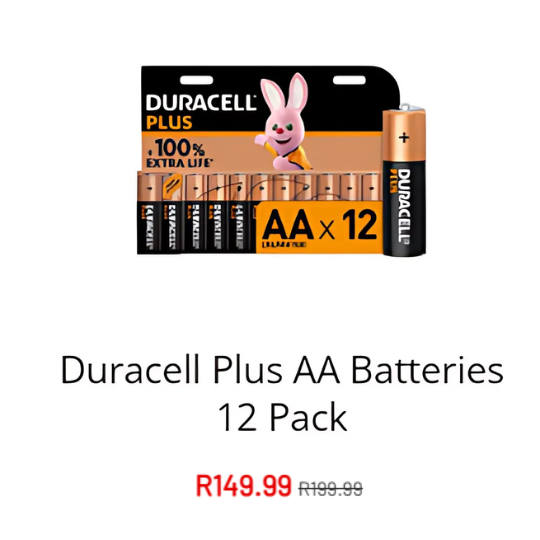 DURACELL
PLUS
+100%
EXTRA LIFE*
AA x 12
DURACELL
PLUS
Duracell Plus AA Batteries
12 Pack
R149.99 R199.99